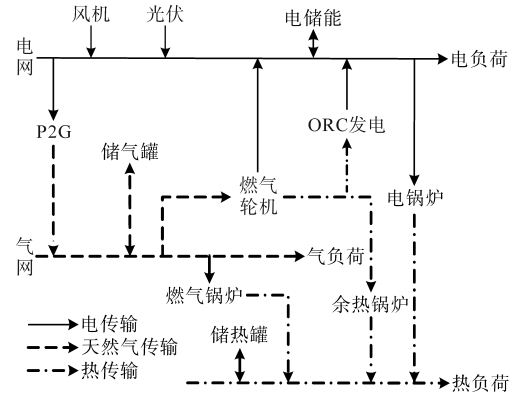 风机
光伏
电储能
电
网
电负荷
P2G
储气罐
ORC发电
燃气
轮机
电锅炉
气
网
气负荷
燃气锅炉
余热锅炉
电传输
天然气传输
热传输
储热罐
热负荷